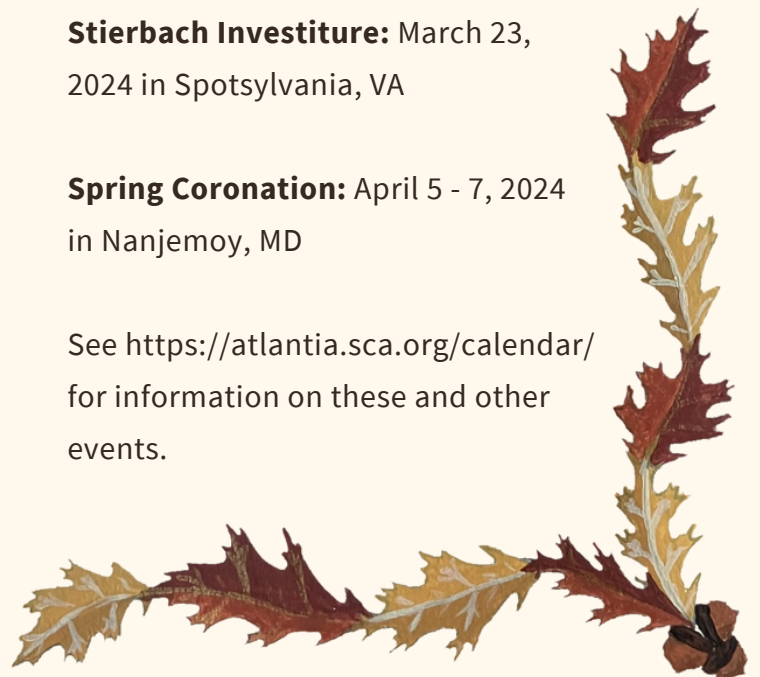 Stierbach Investiture: March 23,
2024 in Spotsylvania, VA
Spring Coronation: April 5 - 7, 2024
in Nanjemoy, MD
See https://atlantia.sca.org/calendar/
for information on these and other
events.